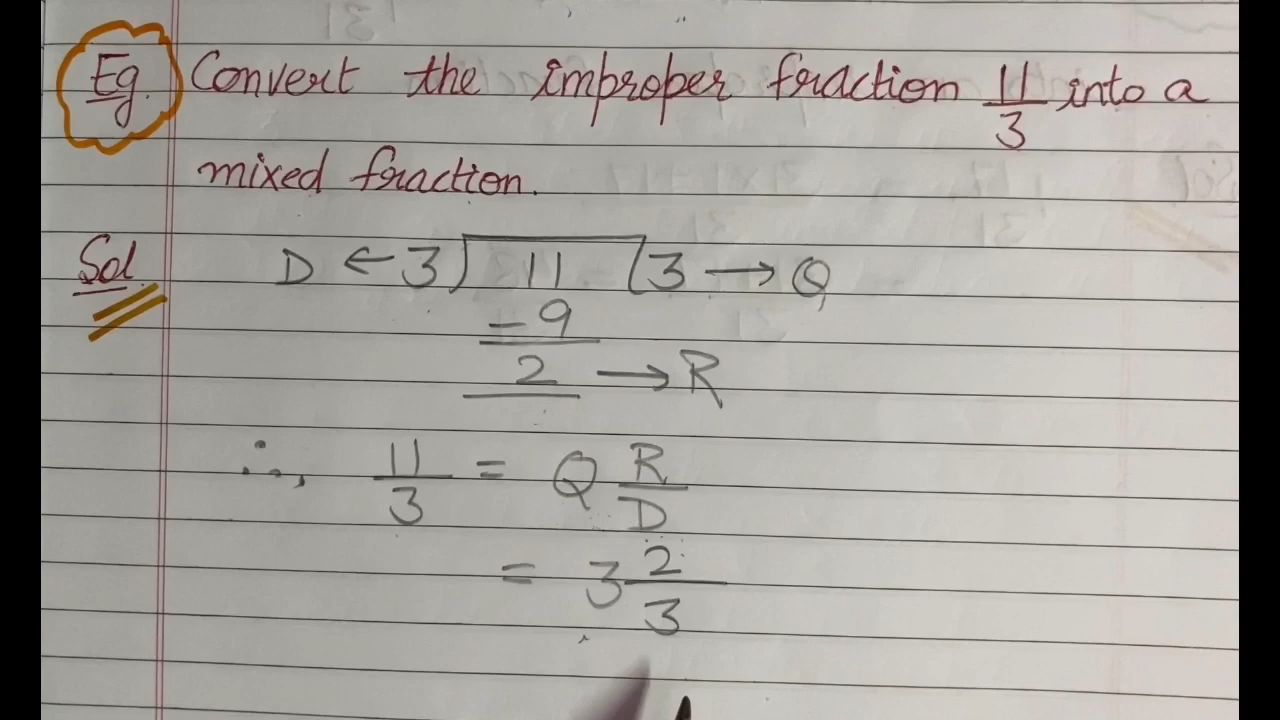 Eg. Convert the improper fraction 11/3 into a
mixed fraction.
Sol. D ← 3) 11 (3 → Q
- 9
2 → R
∴, 11/3 = Q R/D
= 3 2/3